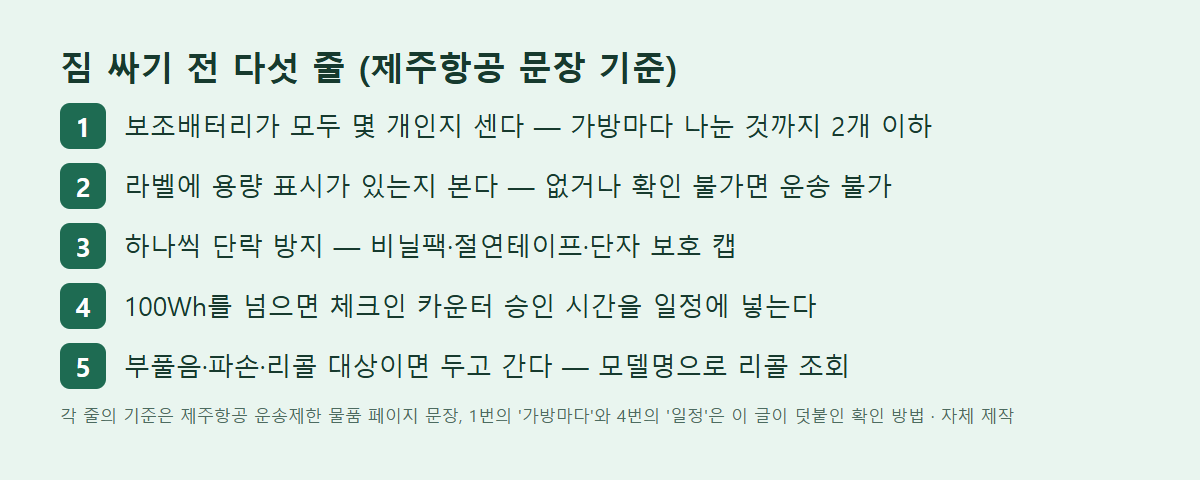 짐 싸기 전 다섯 줄 (제주항공 문장 기준)
1 보조배터리가 모두 몇 개인지 센다 — 가방마다 나눈 것까지 2개 이하
2 라벨에 용량 표시가 있는지 본다 — 없거나 확인 불가면 운송 불가
3 하나씩 단락 방지 — 비닐팩·절연테이프·단자 보호 캡
4 100Wh를 넘으면 체크인 카운터 승인 시간을 일정에 넣는다
5 부풀음·파손·리콜 대상이면 두고 간다 — 모델명으로 리콜 조회
각 줄의 기준은 제주항공 운송제한 물품 페이지 문장, 1번의 '가방마다'와 4번의 '일정'은 이 글이 덧붙인 확인 방법 · 자체 제작